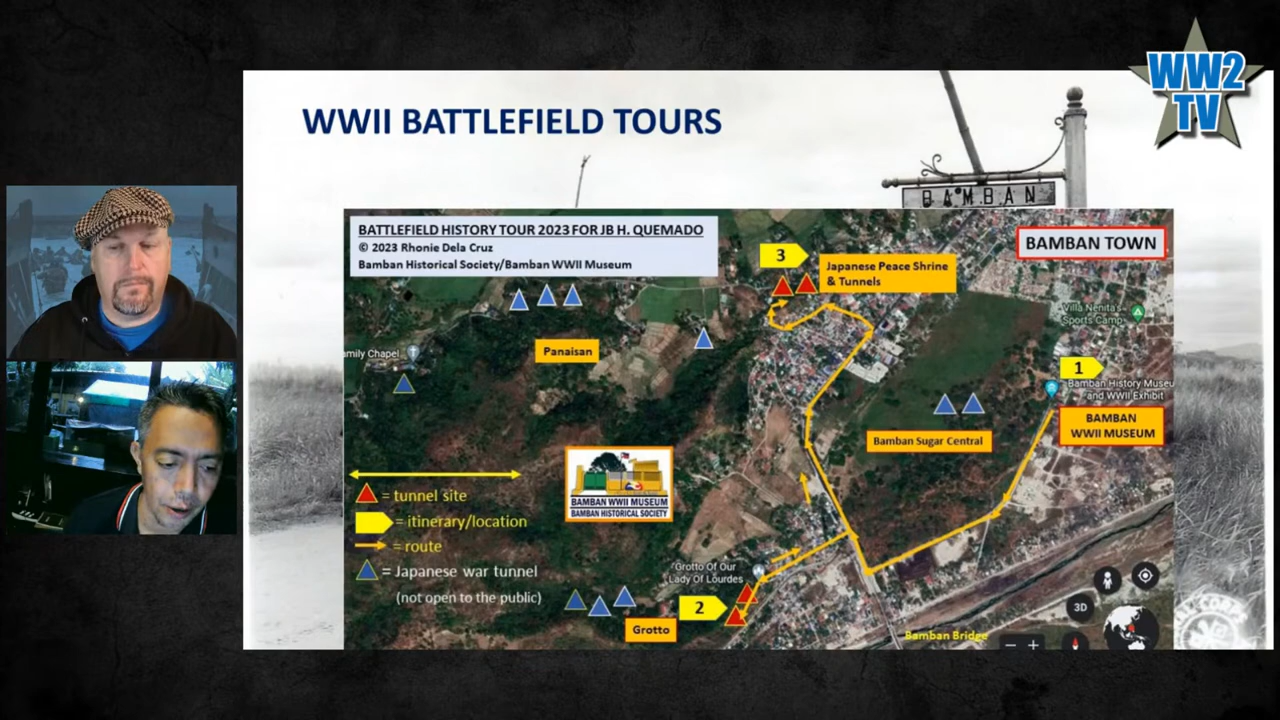 WW2
TV
WWII BATTLEFIELD TOURS
BAMBAN
BATTLEFIELD HISTORY TOUR 2023 FOR JB H. QUEMADO
© 2023 Rhonie Dela Cruz
Bamban Historical Society/Bamban WWII Museum
BAMBAN TOWN
3
Japanese Peace Shrine
& Tunnels
Villa Nenita's
Sports Camp
Panaisan
amily Chapel
1
Bamban History Museu
and WWII Exhibit
BAMBAN
WWII MUSEUM
Bamban Sugar Central
BAMBAN WWII MUSEUM
BAMBAN HISTORICAL SOCIETY
= tunnel site
= itinerary/location
= route
= Japanese war tunnel
(not open to the public)
Grotto Of Our
Lady Of Lourdes
2
Grotto
3D
Bamban Bridge